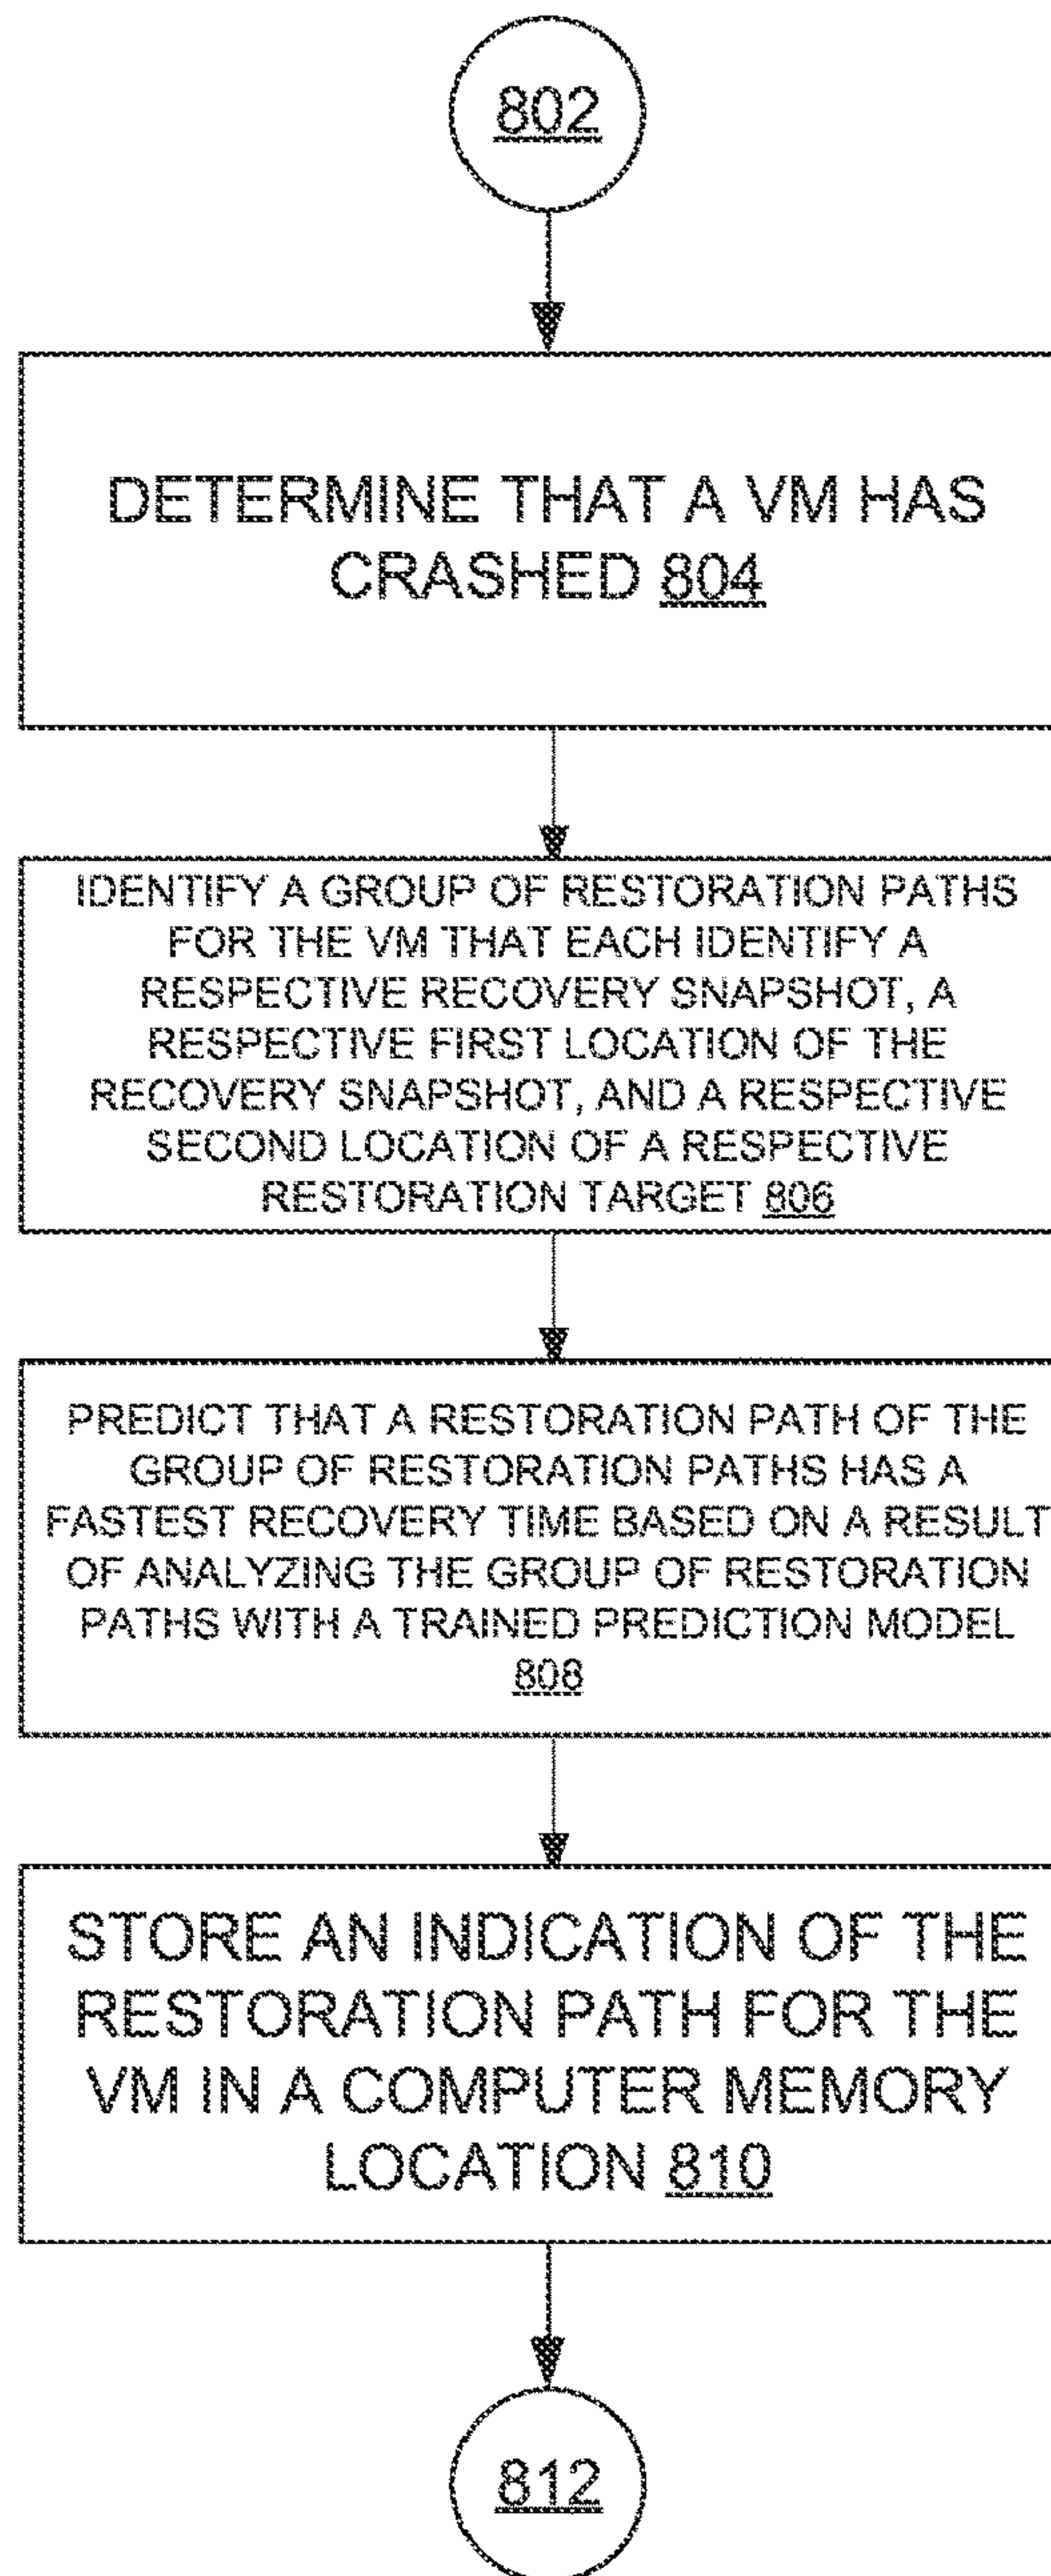 802
DETERMINE THAT A VM HAS
CRASHED 804
IDENTIFY A GROUP OF RESTORATION PATHS
FOR THE VM THAT EACH IDENTIFY A
RESPECTIVE RECOVERY SNAPSHOT, A
RESPECTIVE FIRST LOCATION OF THE
RECOVERY SNAPSHOT, AND A RESPECTIVE
SECOND LOCATION OF A RESPECTIVE
RESTORATION TARGET 806
PREDICT THAT A RESTORATION PATH OF THE
GROUP OF RESTORATION PATHS HAS A
FASTEST RECOVERY TIME BASED ON A RESULT
OF ANALYZING THE GROUP OF RESTORATION
PATHS WITH A TRAINED PREDICTION MODEL
808
STORE AN INDICATION OF THE
RESTORATION PATH FOR THE
VM IN A COMPUTER MEMORY
LOCATION 810
812